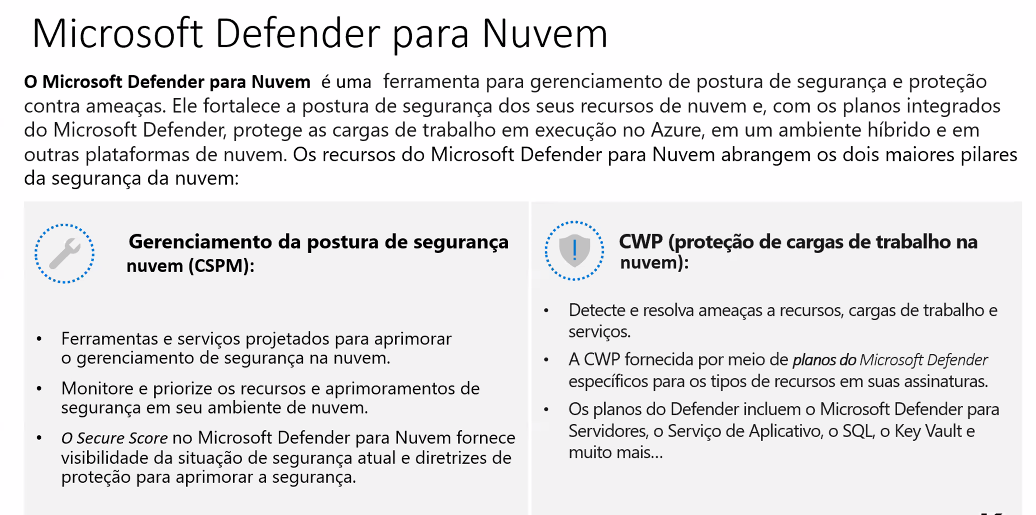 Microsoft Defender para Nuvem
O Microsoft Defender para Nuvem é uma ferramenta para gerenciamento de postura de segurança e proteção
contra ameaças. Ele fortalece a postura de segurança dos seus recursos de nuvem e, com os planos integrados
do Microsoft Defender, protege as cargas de trabalho em execução no Azure, em um ambiente híbrido e em
outras plataformas de nuvem. Os recursos do Microsoft Defender para Nuvem abrangem os dois maiores pilares
da segurança da nuvem:
Gerenciamento da postura de segurança
nuvem (CSPM):
• Ferramentas e serviços projetados para aprimorar
o gerenciamento de segurança na nuvem.
• Monitore e priorize os recursos e aprimoramentos de
segurança em seu ambiente de nuvem.
• O Secure Score no Microsoft Defender para Nuvem fornece
visibilidade da situação de segurança atual e diretrizes de
proteção para aprimorar a segurança.
CWP (proteção de cargas de trabalho na
nuvem):
• Detecte e resolva ameaças a recursos, cargas de trabalho e
serviços.
• A CWP fornecida por meio de planos do Microsoft Defender
específicos para os tipos de recursos em suas assinaturas.
• Os planos do Defender incluem o Microsoft Defender para
Servidores, o Serviço de Aplicativo, o SQL, o Key Vault e
muito mais...